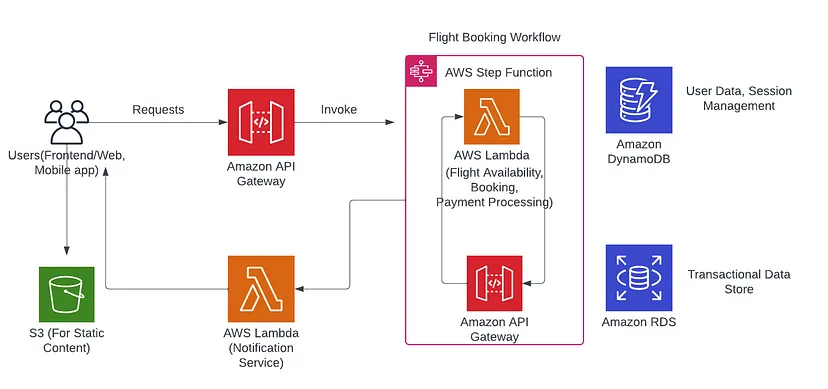 Flight Booking Workflow
AWS Step Function
User Data, Session
Management
Requests
Invoke
Users(Frontend/Web,
Mobile app)
Amazon API
Gateway
AWS Lambda
(Flight Availability,
Booking,
Payment Processing)
Amazon
DynamoDB
Transactional Data
Store
S3 (For Static
Content)
AWS Lambda
(Notification
Service)
Amazon API
Gateway
Amazon RDS